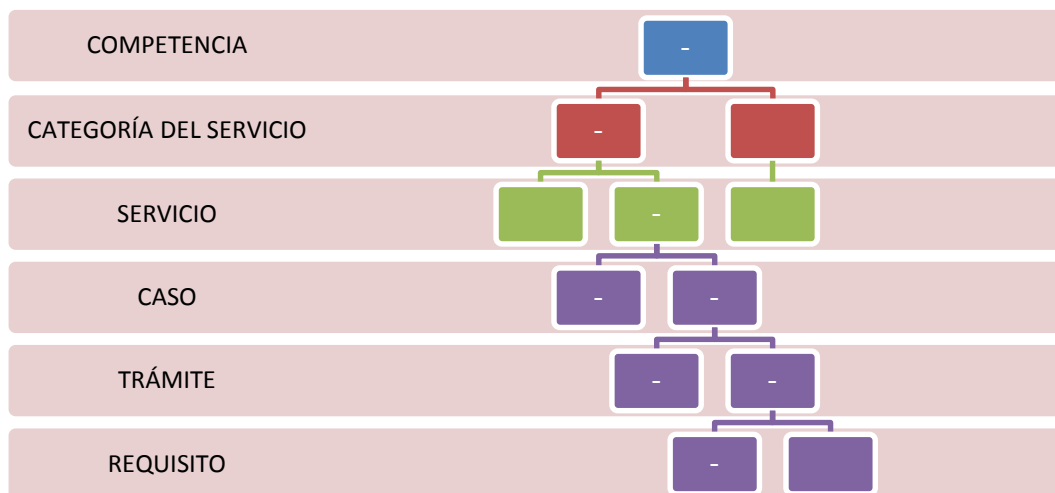 COMPETENCIA
-
CATEGORÍA DEL SERVICIO
-
SERVICIO
-
CASO
- -
TRÁMITE
- -
REQUISITO
-